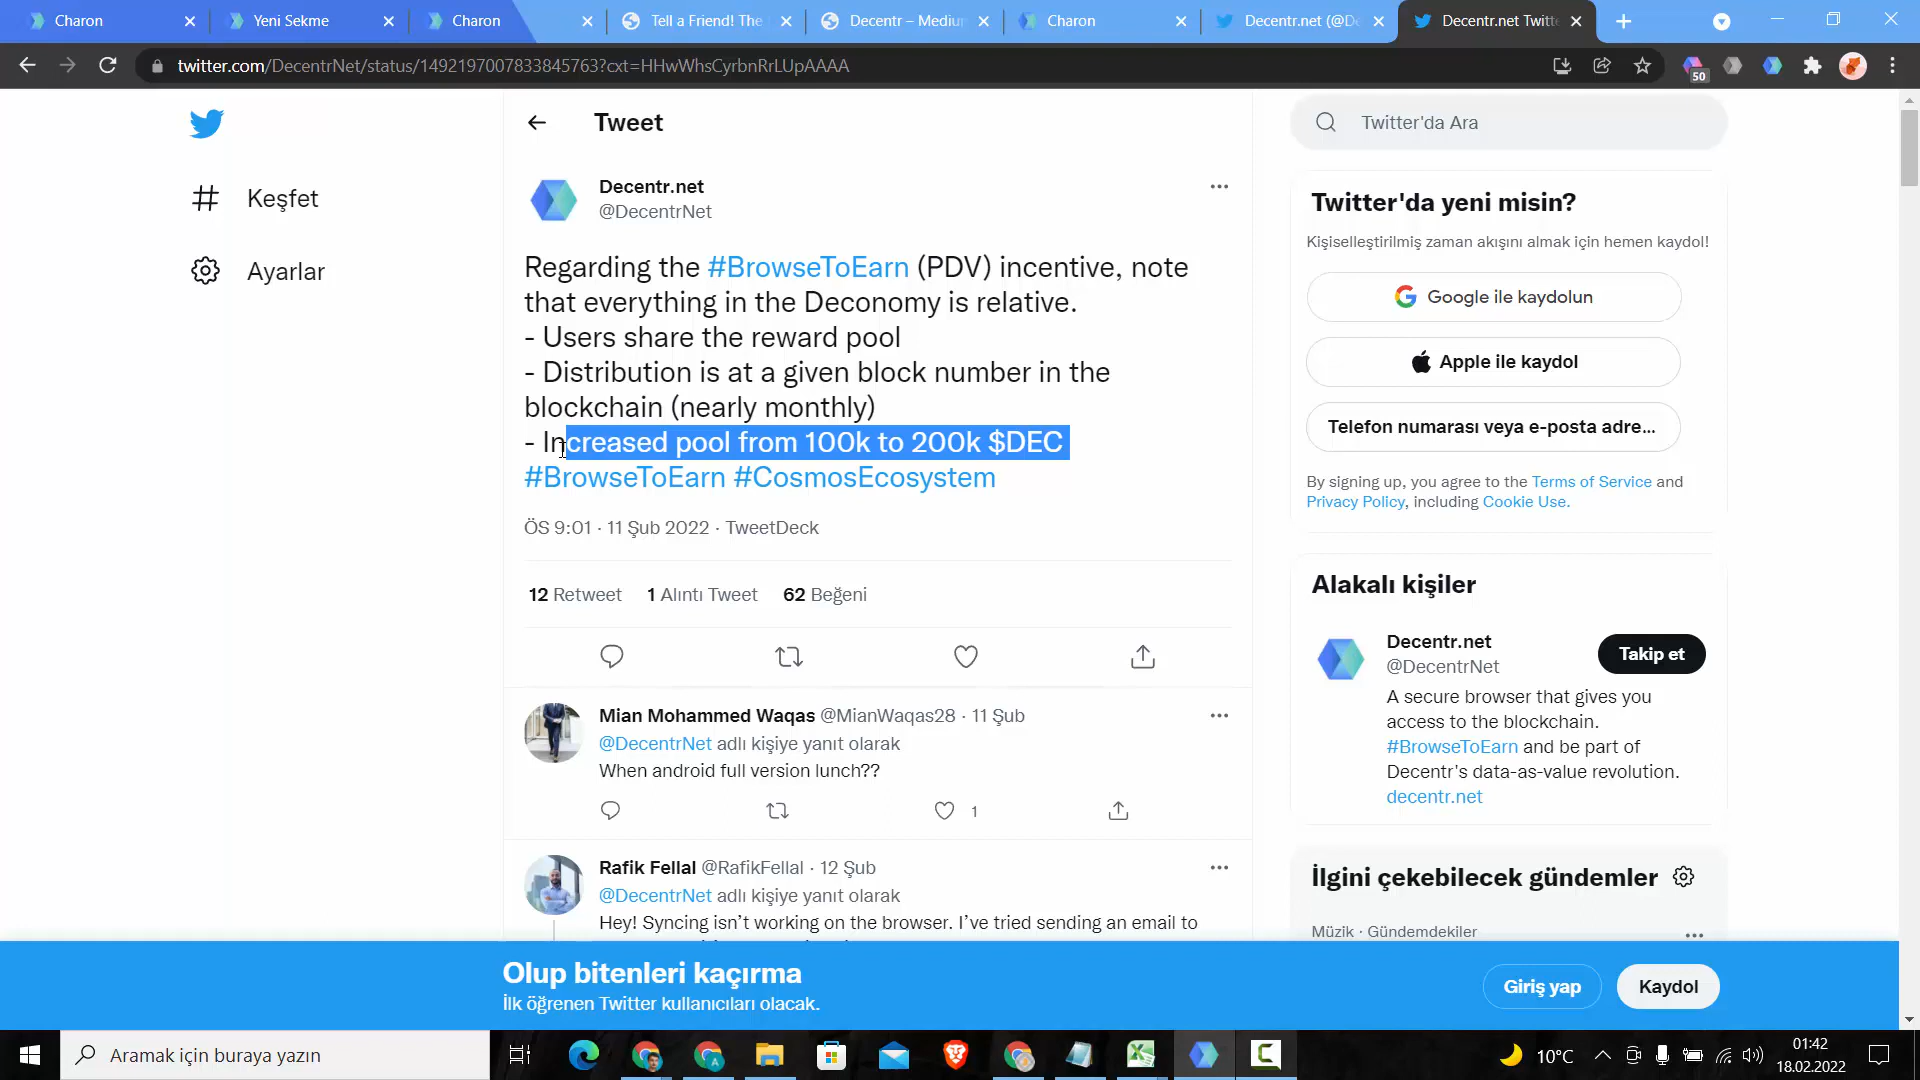 Charon
Yeni Sekme
Charon
Tell a Friend! The
Decentr – Medium
Charon
Decentr.net (@De
Decentr.net Twitte
twitter.com/DecentrNet/status/1492197007833845763?cxt=HHwWhsCyrbnRrLUpAAAA
50
Tweet
Twitter'da Ara
Keşfet
Ayarlar
Decentr.net
@DecentrNet
Regarding the #BrowseToEarn (PDV) incentive, note
that everything in the Deconomy is relative.
- Users share the reward pool
- Distribution is at a given block number in the
blockchain (nearly monthly)
- Increased pool from 100k to 200k $DEC
#BrowseToEarn #CosmosEcosystem
ÖS 9:01 · 11 Şub 2022 · TweetDeck
12 Retweet 1 Alıntı Tweet 62 Beğeni
Mian Mohammed Waqas @MianWaqas28 · 11 Şub
@DecentrNet adlı kişiye yanıt olarak
When android full version lunch??
1
Rafik Fellal @RafikFellal · 12 Şub
@DecentrNet adlı kişiye yanıt olarak
Hey! Syncing isn't working on the browser. I've tried sending an email to
Twitter'da yeni misin?
Kişiselleştirilmiş zaman akışını almak için hemen kaydol!
Google ile kaydolun
Apple ile kaydol
Telefon numarası veya e-posta adre...
By signing up, you agree to the Terms of Service and
Privacy Policy, including Cookie Use.
Alakalı kişiler
Decentr.net
@DecentrNet
Takip et
A secure browser that gives you
access to the blockchain.
#BrowseToEarn and be part of
Decentr's data-as-value revolution.
decentr.net
İlgini çekebilecek gündemler
Müzik · Gündemdekiler
Olup bitenleri kaçırma
İlk öğrenen Twitter kullanıcıları olacak.
Giriş yap
Kaydol
Aramak için buraya yazın
10°C
01:42
18.02.2022